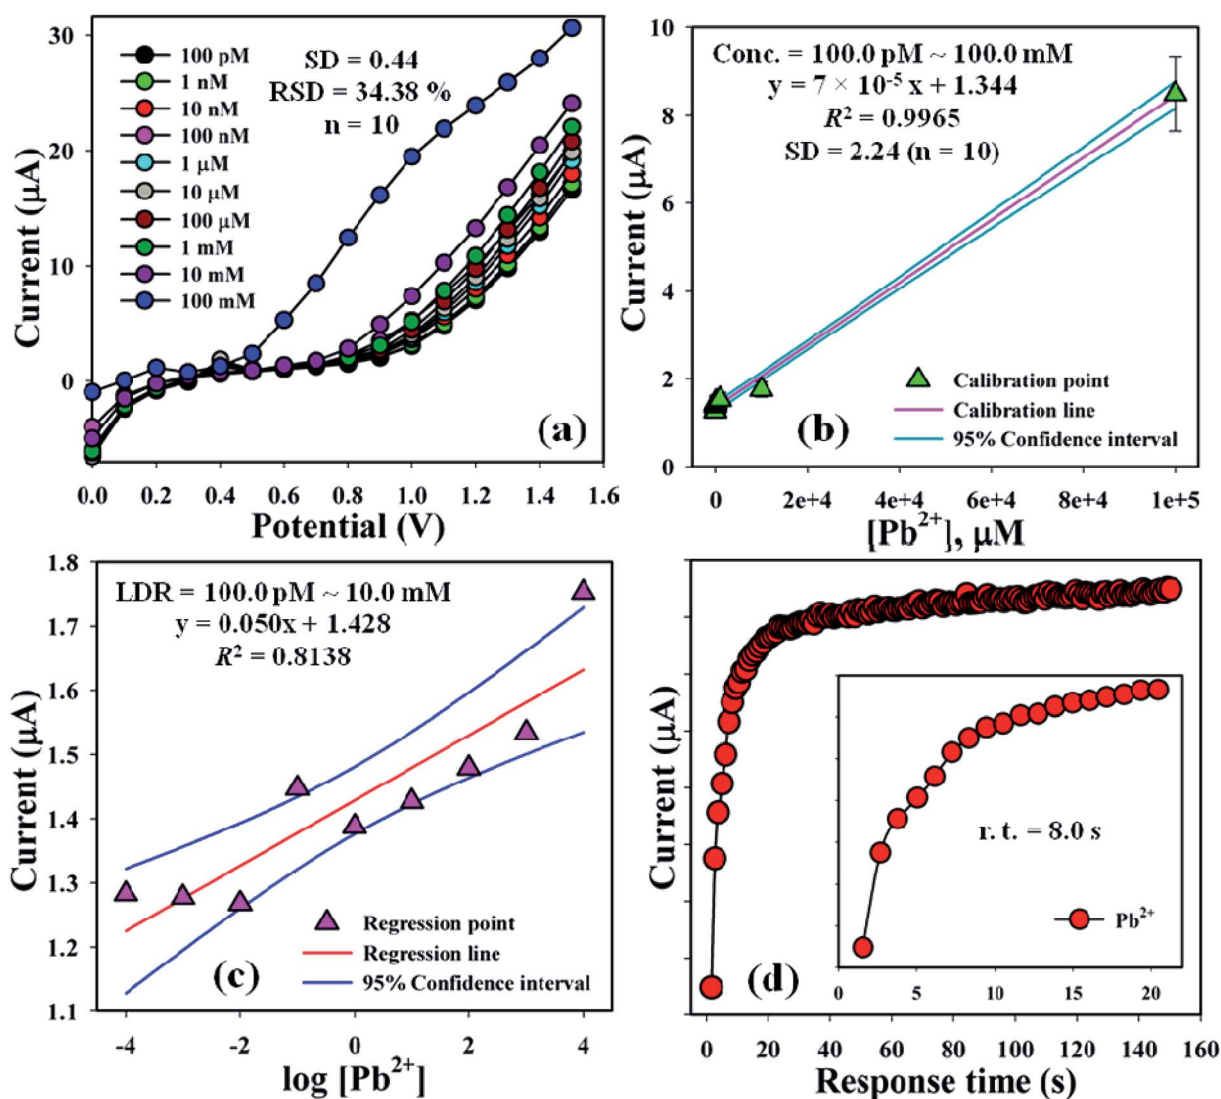 100 pM
1 nM
10 nM
100 nM
1 μM
10 μM
100 μM
1 mM
10 mM
100 mM
SD = 0.44
RSD = 34.38 %
n = 10
(a)
Current (μA)
30
20
10
0
0.0 0.2 0.4 0.6 0.8 1.0 1.2 1.4 1.6
Potential (V)
Conc. = 100.0 pM ~ 100.0 mM
y = 7 × 10⁻⁵ x + 1.344
R² = 0.9965
SD = 2.24 (n = 10)
Calibration point
Calibration line
95% Confidence interval
(b)
Current (μA)
10
8
6
4
2
0
0 2e+4 4e+4 6e+4 8e+4 1e+5
[Pb²⁺], μM
LDR = 100.0 pM ~ 10.0 mM
y = 0.050x + 1.428
R² = 0.8138
Regression point
Regression line
95% Confidence interval
(c)
Current (μA)
1.8
1.7
1.6
1.5
1.4
1.3
1.2
1.1
-4 -2 0 2 4
log [Pb²⁺]
Current (μA)
r. t. = 8.0 s
Pb²⁺
0 5 10 15 20
(d)
0 20 40 60 80 100 120 140 160
Response time (s)